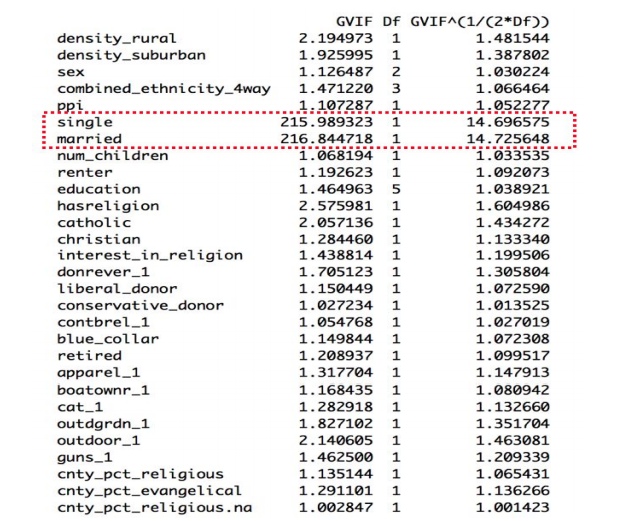 GVIF Df GVIF^(1/(2*Df))
density_rural 2.194973 1 1.481544
density_suburban 1.925995 1 1.387802
sex 1.126487 2 1.030224
combined_ethnicity_4way 1.471220 3 1.066464
ppi 1.107287 1 1.052277
single 215.989323 1 14.696575
married 216.844718 1 14.725648
num_children 1.068194 1 1.033535
renter 1.192623 1 1.092073
education 1.464963 5 1.038921
hasreligion 2.575981 1 1.604986
catholic 2.057136 1 1.434272
christian 1.284460 1 1.133340
interest_in_religion 1.438814 1 1.199506
donrever_1 1.705123 1 1.305804
liberal_donor 1.150449 1 1.072590
conservative_donor 1.027234 1 1.013525
contbrel_1 1.054768 1 1.027019
blue_collar 1.149844 1 1.072308
retired 1.208937 1 1.099517
apparel_1 1.317704 1 1.147913
boatownr_1 1.168435 1 1.080942
cat_1 1.282918 1 1.132660
outdgrdn_1 1.827102 1 1.351704
outdoor_1 2.140605 1 1.463081
guns_1 1.462500 1 1.209339
cnty_pct_religious 1.135144 1 1.065431
cnty_pct_evangelical 1.291101 1 1.136266
cnty_pct_religious.na 1.002847 1 1.001423